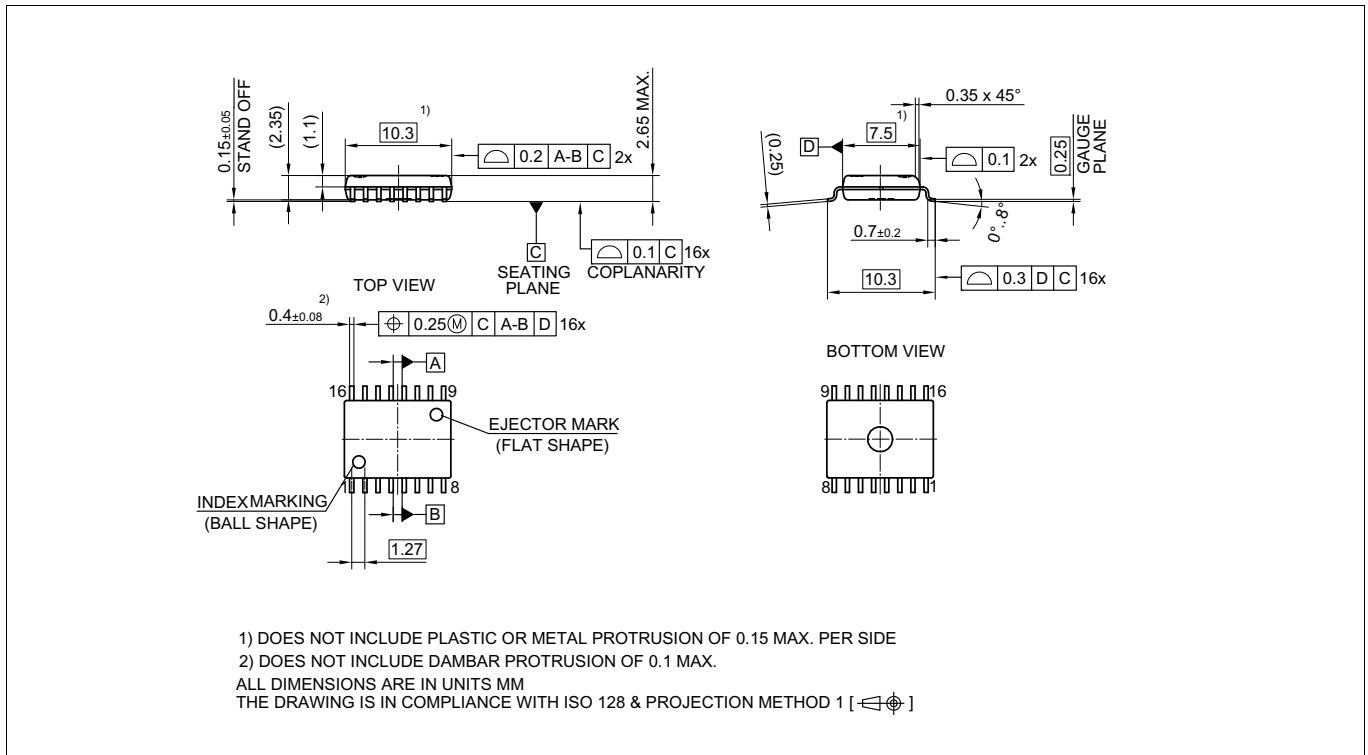 0.15±0.05
STAND OFF
(2.35)
(1.1)
10.3
1)
2.65 MAX.
0.2 A-B C 2x
C
SEATING
PLANE
0.1 C 16x
COPLANARITY
0.35 x 45°
1)
7.5
D
0.1 2x
(0.25)
0.25
GAUGE
PLANE
0°..8°
0.7±0.2
10.3
0.3 D C 16x
TOP VIEW
2)
0.4±0.08
0.25Ⓜ C A-B D 16x
A
16
9
EJECTOR MARK
(FLAT SHAPE)
1
8
INDEX MARKING
(BALL SHAPE)
B
1.27
BOTTOM VIEW
9
16
8
1
1) DOES NOT INCLUDE PLASTIC OR METAL PROTRUSION OF 0.15 MAX. PER SIDE
2) DOES NOT INCLUDE DAMBAR PROTRUSION OF 0.1 MAX.
ALL DIMENSIONS ARE IN UNITS MM
THE DRAWING IS IN COMPLIANCE WITH ISO 128 & PROJECTION METHOD 1 [ ]